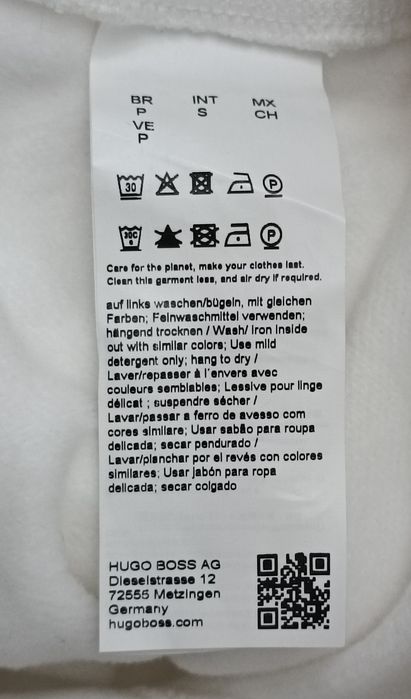 BR INT MX
P S CH
VE
P
30
30C
Care for the planet, make your clothes last.
Clean this garment less, and air dry if required.
auf links waschen/bügeln, mit gleichen
Farben; Feinwaschmittel verwenden;
hängend trocknen / Wash/ Iron inside
out with similar colors; Use mild
detergent only; hang to dry /
Laver/repasser à l'envers avec
couleurs semblables; Lessive pour linge
délicat ; suspendre sécher /
Lavar/passar a ferro de avesso com
cores similare; Usar sabão para roupa
delicada; secar pendurado /
Lavar/planchar por el revés con colores
similares; Usar jabón para ropa
delicada; secar colgado
HUGO BOSS AG
Dieselstrasse 12
72555 Metzingen
Germany
hugoboss.com